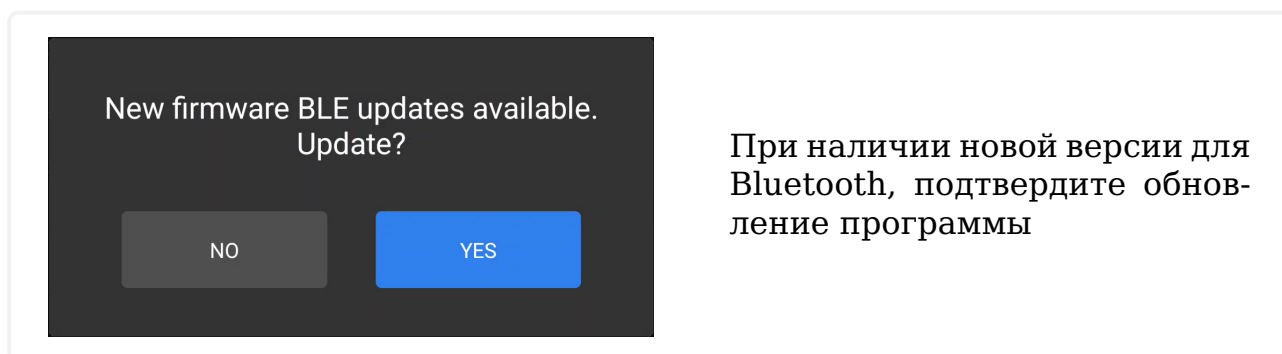 New firmware BLE updates available.
Update?
NO
YES
При наличии новой версии для
Bluetooth, подтвердите обнов-
ление программы